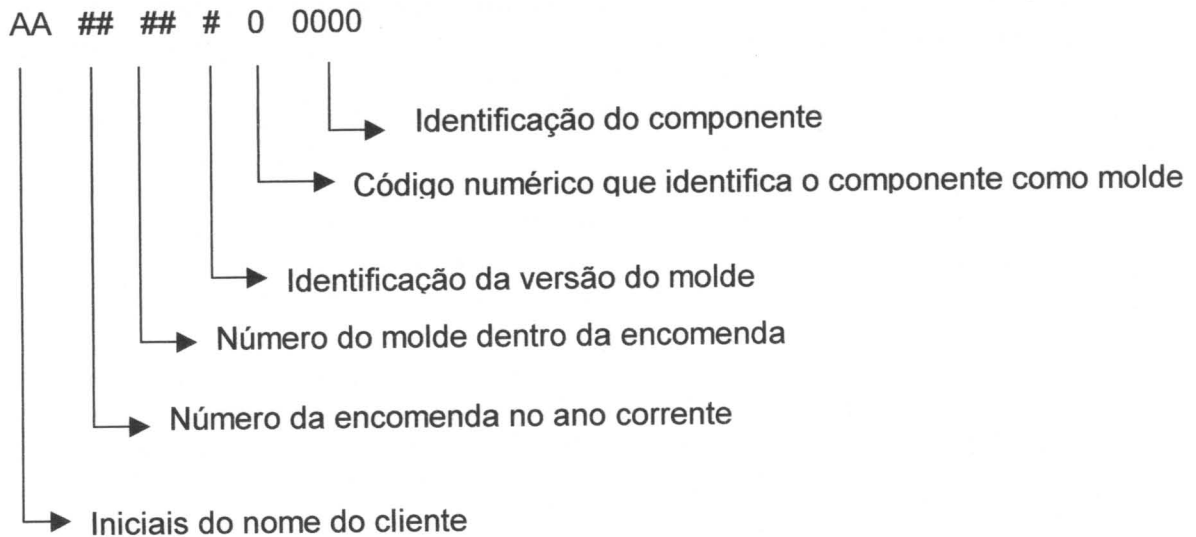 AA ## ## # 0 0000
Identificação do componente
Código numérico que identifica o componente como molde
Identificação da versão do molde
Número do molde dentro da encomenda
Número da encomenda no ano corrente
Iniciais do nome do cliente